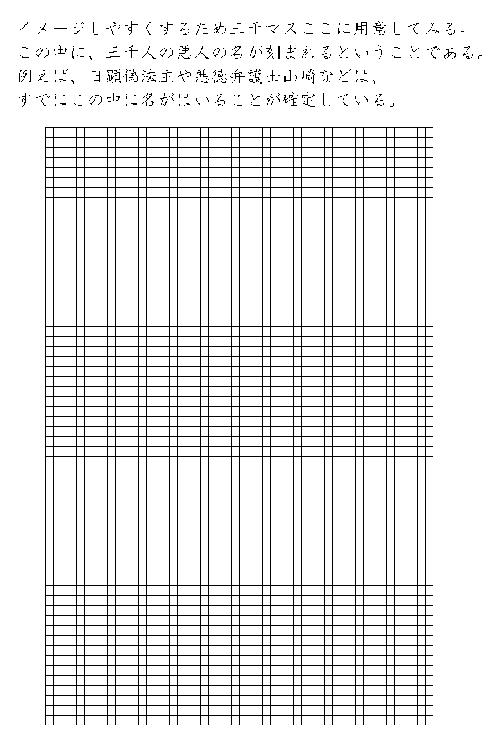 イメージしやすくするため三千マスここに用意してみる。
この中に、三千人の悪人の名が刻まれるということである。
例えば、日顕偽法主や悪徳弁護士山崎などは、
すでにこの中に名がはいることが確定している。